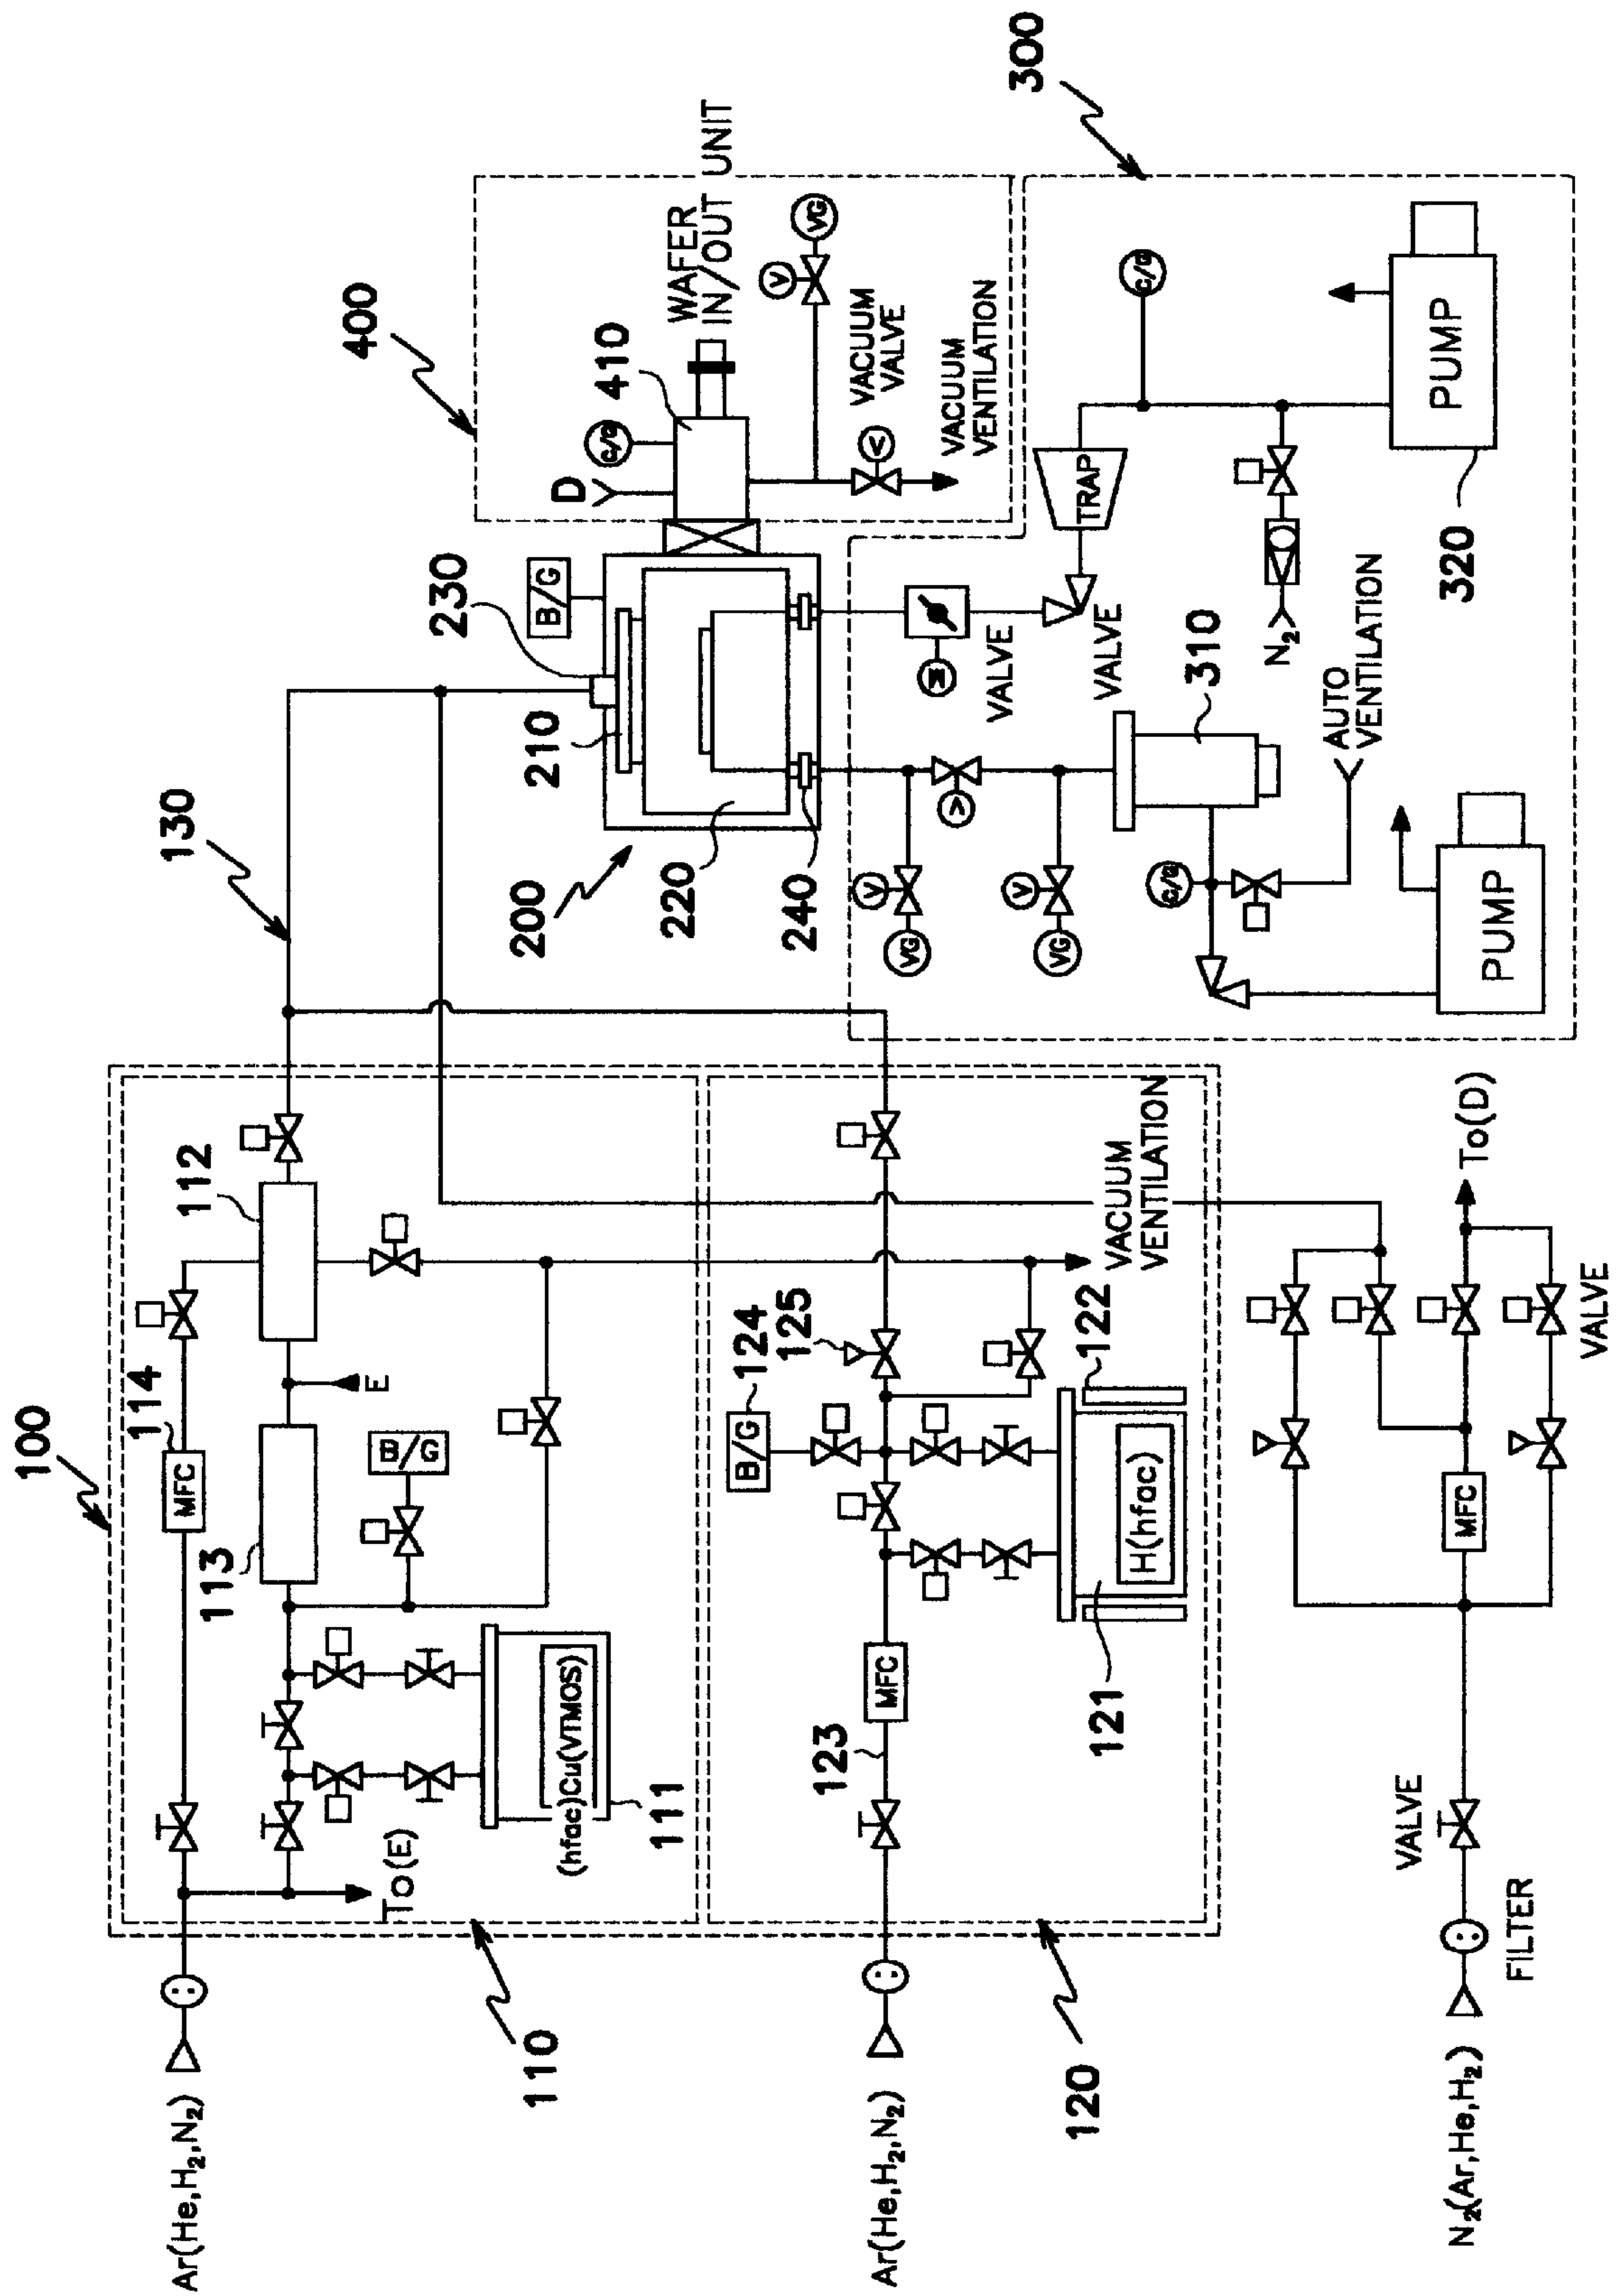 100
110
Ar(He,H₂,N₂)
To(E)
114
MFC
113
112
E
B/G
(hfac)Cu(VTMOS)
111
130
120
Ar(He,H₂,N₂)
123
MFC
B/G
124
125
121
H(hfac)
122
VACUUM
VENTILATION
N₂(Ar,He,H₂)
FILTER
VALVE
MFC
VALVE
To(D)
200
210
220
230
240
B/G
400
D
C/G
410
WAFER
IN/OUT UNIT
V
VG
VACUUM
VALVE
V
VACUUM
VENTILATION
300
M
VALVE
VALVE
TRAP
C/G
N₂
PUMP
320
V
VG
V
V
VG
310
C/G
AUTO
VENTILATION
PUMP